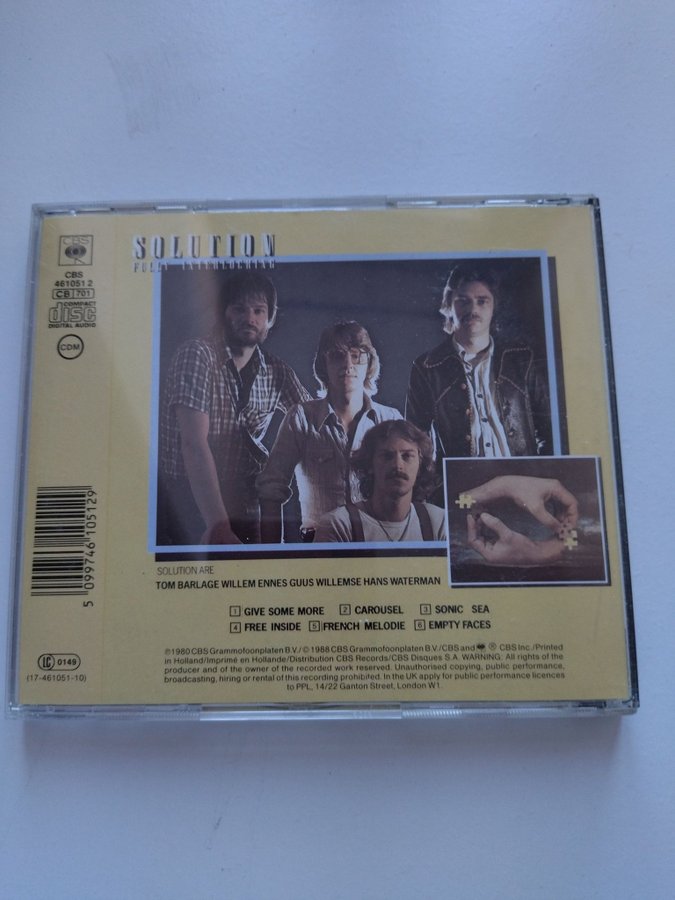 CBS
CBS
461051 2
CB 701
COMPACT
disc
DIGITAL AUDIO
CDM
SOLUTION
FULLY INTERLOCKING
5 099746 105129
SOLUTION ARE
TOM BARLAGE WILLEM ENNES GUUS WILLEMSE HANS WATERMAN
1 GIVE SOME MORE 2 CAROUSEL 3 SONIC SEA
4 FREE INSIDE 5 FRENCH MELODIE 6 EMPTY FACES
℗1980 CBS Grammofoonplaten B.V./ © 1988 CBS Grammofoonplaten B.V./CBS and ® CBS Inc./Printed
in Holland/Imprimé en Hollande/Distribution CBS Records/CBS Disques S.A. WARNING: All rights of the
producer and of the owner of the recorded work reserved. Unauthorised copying, public performance,
broadcasting, hiring or rental of this recording prohibited. In the UK apply for public performance licences
to PPL, 14/22 Ganton Street, London W1.
LC 0149
(17-461051-10)